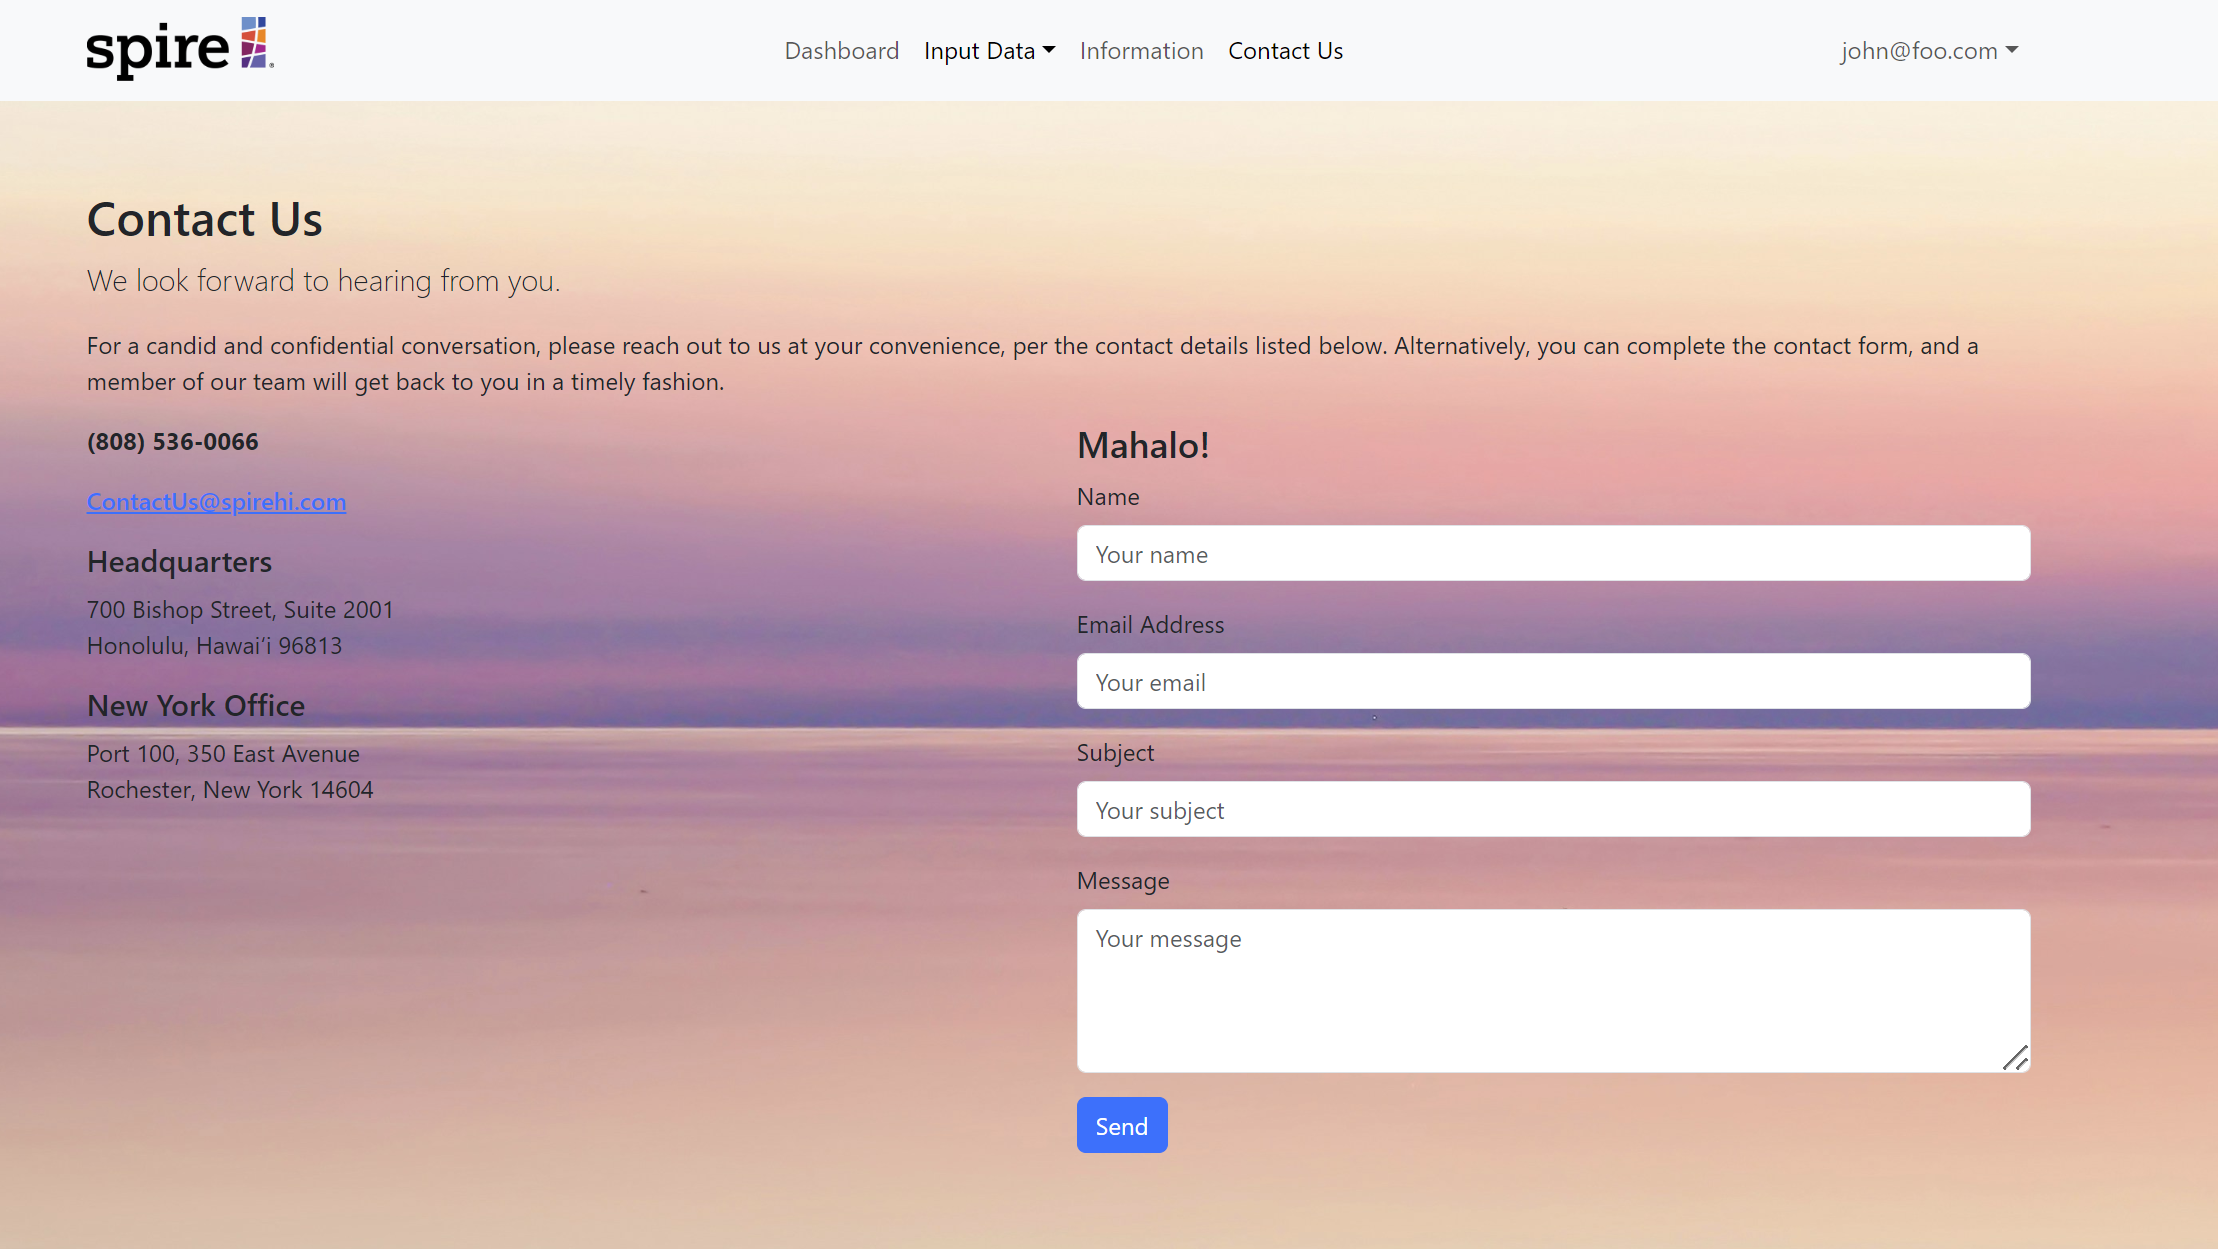 spire
Dashboard
Input Data
Information
Contact Us
john@foo.com
Contact Us
We look forward to hearing from you.
For a candid and confidential conversation, please reach out to us at your convenience, per the contact details listed below. Alternatively, you can complete the contact form, and a
member of our team will get back to you in a timely fashion.
(808) 536-0066
ContactUs@spirehi.com
Headquarters
700 Bishop Street, Suite 2001
Honolulu, Hawai‘i 96813
New York Office
Port 100, 350 East Avenue
Rochester, New York 14604
Mahalo!
Name
Your name
Email Address
Your email
Subject
Your subject
Message
Your message
Send